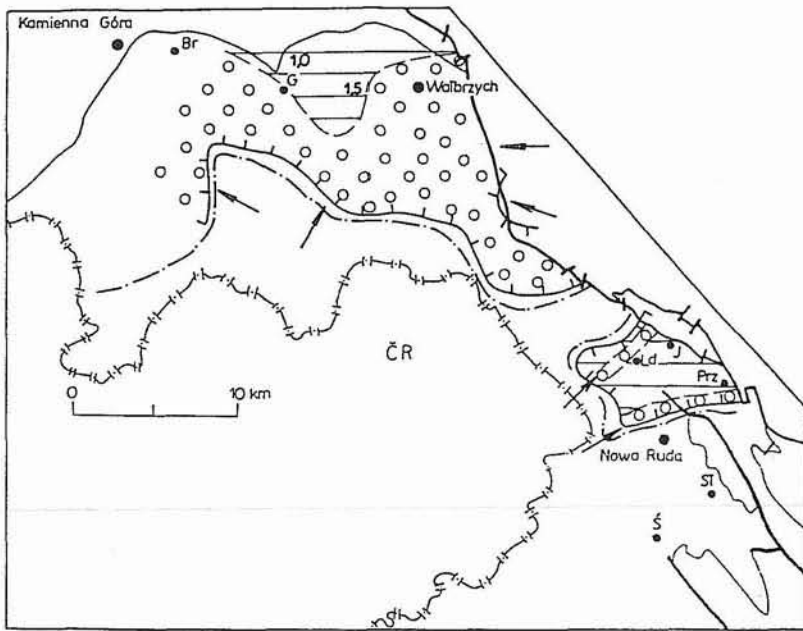 Kamienna Góra
Br
1,0
G
1,5
Wałbrzych
ČR
0
10 km
J
Ld
Prz
Nowa Ruda
Sł
Ś